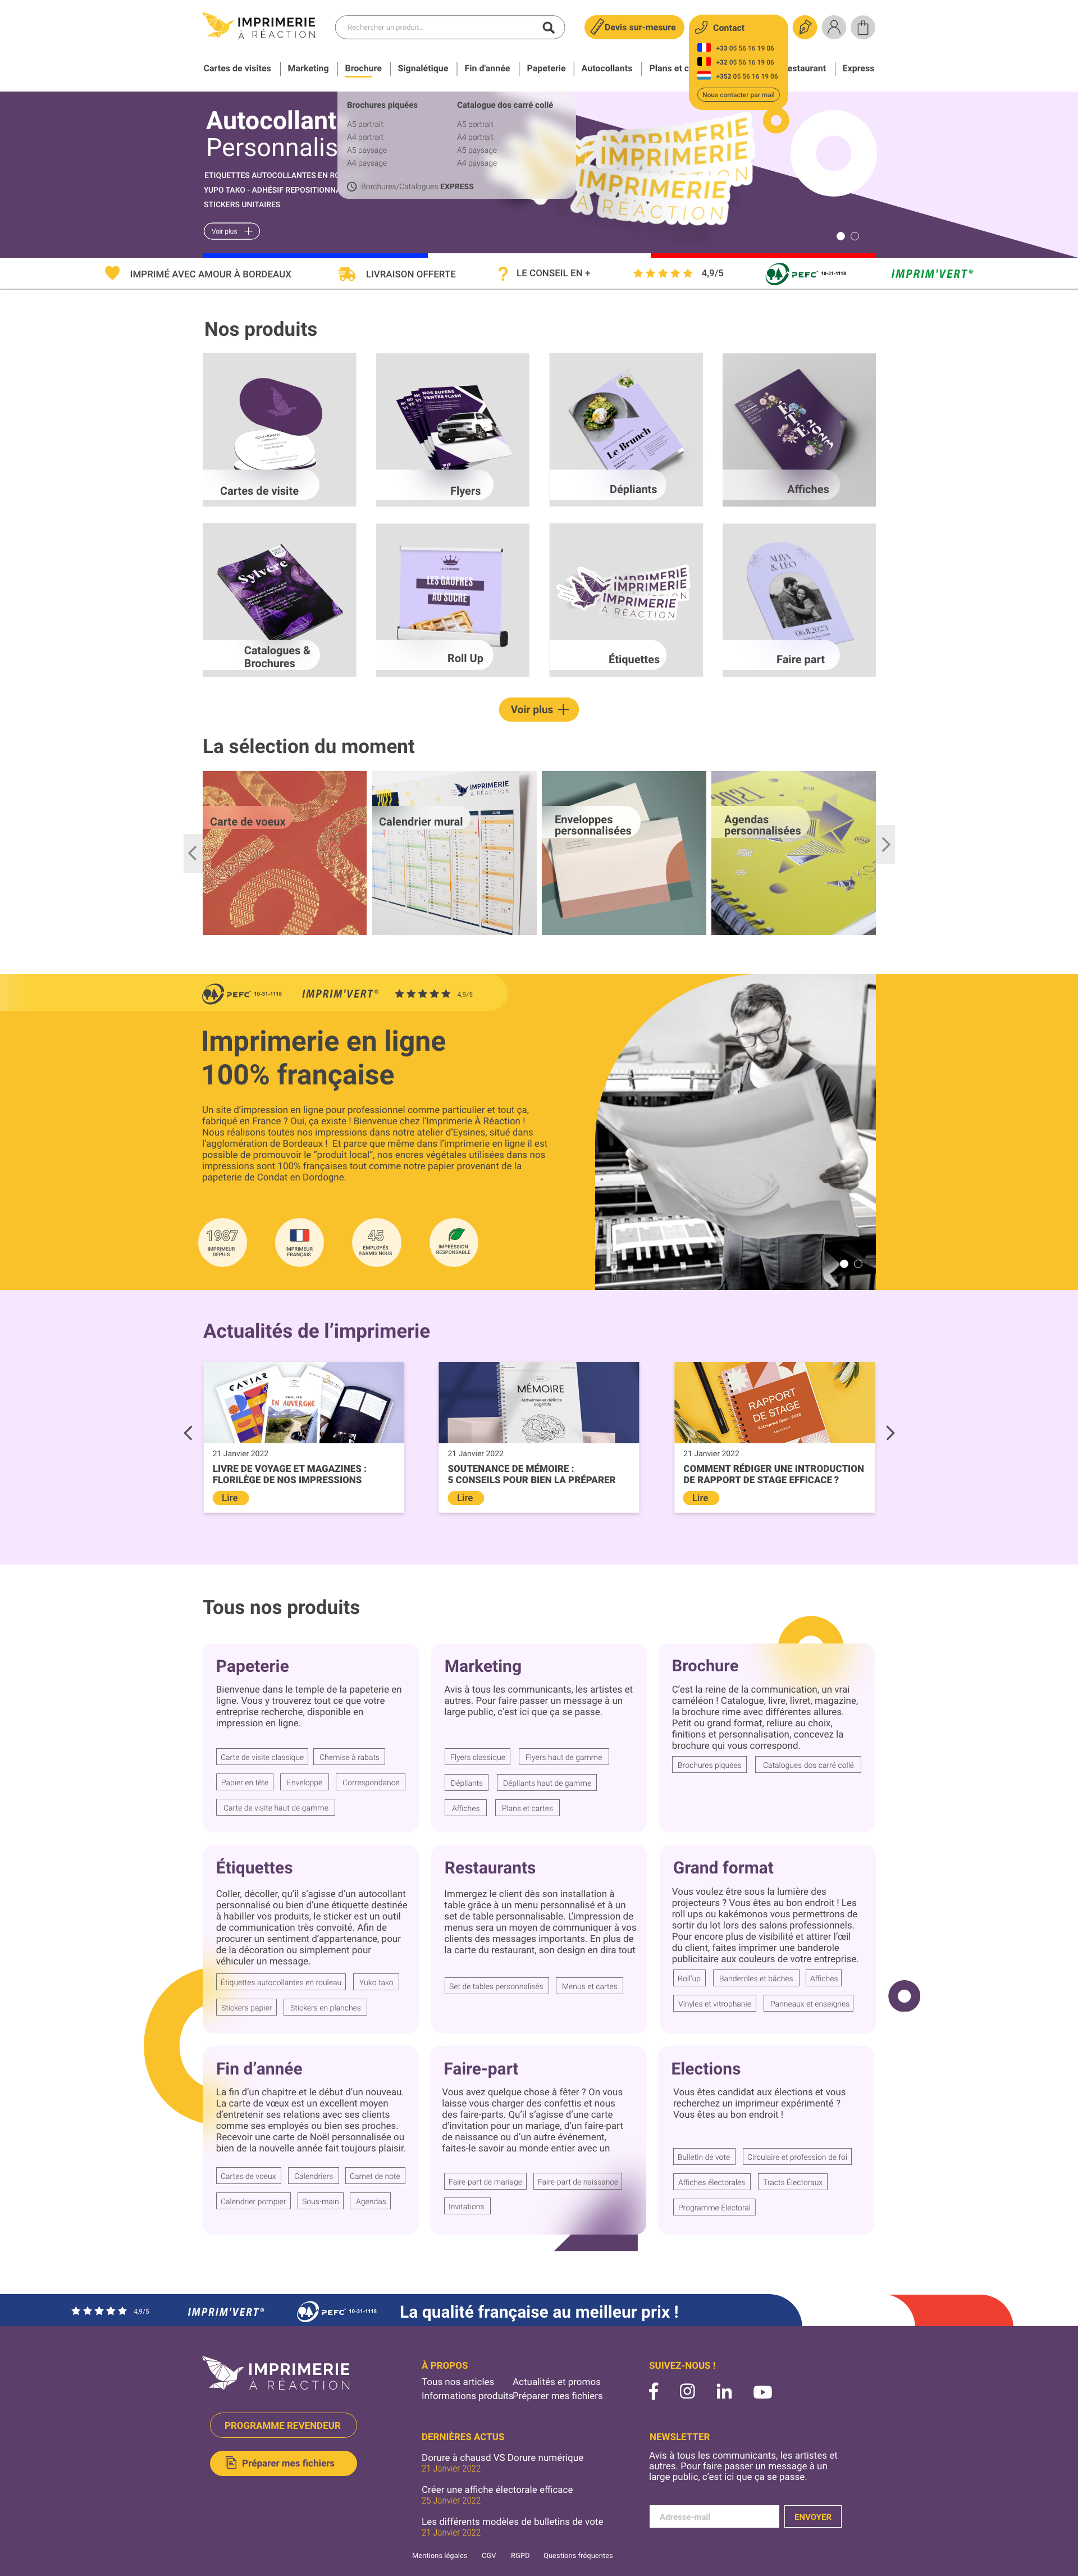 IMPRIMERIE
À RÉACTION
Rechercher un produit...
Devis sur-mesure
Contact
+33 05 56 16 19 06
+32 05 56 16 19 06
+352 05 56 16 19 06
Nous contacter par mail
Cartes de visites
Marketing
Brochure
Signalétique
Fin d'année
Papeterie
Autocollants
Plans et c
estaurant
Express
Brochures piquées
A5 portrait
A4 portrait
A5 paysage
A4 paysage
Catalogue dos carré collé
A5 portrait
A4 portrait
A5 paysage
A4 paysage
Borchures/Catalogues EXPRESS
Autocollant
Personnalis
ETIQUETTES AUTOCOLLANTES EN RO
YUPO TAKO - ADHÉSIF REPOSITIONNA
STICKERS UNITAIRES
Voir plus
IMPRIMERIE
IMPRIMERIE
IMPRIMERIE
À RÉACTION
IMPRIMÉ AVEC AMOUR À BORDEAUX
LIVRAISON OFFERTE
LE CONSEIL EN +
4,9/5
PEFC 10-31-1118
IMPRIM'VERT®
Nos produits
Cartes de visite
NOS SUPERS
VENTES FLASH
Flyers
Le Brunch
Dépliants
Affiches
Sylvère
Catalogues &
Brochures
LES GAUFRES
AU SUCRE
Roll Up
IMPRIMERIE
IMPRIMERIE
À RÉACTION
Étiquettes
ALBA
& LÉO
06.11.2023
Faire part
Voir plus
La sélection du moment
Carte de voeux
IMPRIMERIE
À RÉACTION
Calendrier mural
Enveloppes
personnalisées
2021
Agendas
personnalisées
PEFC 10-31-1118
IMPRIM'VERT®
4,9/5
Imprimerie en ligne
100% française
Un site d'impression en ligne pour professionnel comme particulier et tout ça,
fabriqué en France ? Oui, ça existe ! Bienvenue chez l'Imprimerie À Réaction !
Nous réalisons toutes nos impressions dans notre atelier d'Eysines, situé dans
l'agglomération de Bordeaux ! Et parce que même dans l'imprimerie en ligne il est
possible de promouvoir le "produit local", nos encres végétales utilisées dans nos
impressions sont 100% françaises tout comme notre papier provenant de la
papeterie de Condat en Dordogne.
1987
IMPRIMEUR
DEPUIS
IMPRIMEUR
FRANÇAIS
45
EMPLOYÉS
PARMIS NOUS
IMPRESSION
RESPONSABLE
Actualités de l'imprimerie
CAVIAR
EN AUVERGNE
21 Janvier 2022
LIVRE DE VOYAGE ET MAGAZINES :
FLORILÈGE DE NOS IMPRESSIONS
Lire
MÉMOIRE
Alzheimer et déficits
cognitifs
21 Janvier 2022
SOUTENANCE DE MÉMOIRE :
5 CONSEILS POUR BIEN LA PRÉPARER
Lire
RAPPORT
DE STAGE
21 Janvier 2022
COMMENT RÉDIGER UNE INTRODUCTION
DE RAPPORT DE STAGE EFFICACE ?
Lire
Tous nos produits
Papeterie
Bienvenue dans le temple de la papeterie en
ligne. Vous y trouverez tout ce que votre
entreprise recherche, disponible en
impression en ligne.
Carte de visite classique
Chemise à rabats
Papier en tête
Enveloppe
Correspondance
Carte de visite haut de gamme
Marketing
Avis à tous les communicants, les artistes et
autres. Pour faire passer un message à un
large public, c'est ici que ça se passe.
Flyers classique
Flyers haut de gamme
Dépliants
Dépliants haut de gamme
Affiches
Plans et cartes
Brochure
C'est la reine de la communication, un vrai
caméléon ! Catalogue, livre, livret, magazine,
la brochure rime avec différentes allures.
Petit ou grand format, reliure au choix,
finitions et personnalisation, concevez la
brochure qui vous correspond.
Brochures piquées
Catalogues dos carré collé
Étiquettes
Coller, décoller, qu'il s'agisse d'un autocollant
personnalisé ou bien d'une étiquette destinée
à habiller vos produits, le sticker est un outil
de communication très convoité. Afin de
procurer un sentiment d'appartenance, pour
de la décoration ou simplement pour
véhiculer un message.
Étiquettes autocollantes en rouleau
Yuko tako
Stickers papier
Stickers en planches
Restaurants
Immergez le client dès son installation à
table grâce à un menu personnalisé et à un
set de table personnalisable. L'impression de
menus sera un moyen de communiquer à vos
clients des messages importants. En plus de
la carte du restaurant, son design en dira tout
Set de tables personnalisés
Menus et cartes
Grand format
Vous voulez être sous la lumière des
projecteurs ? Vous êtes au bon endroit ! Les
roll ups ou kakémonos vous permettrons de
sortir du lot lors des salons professionnels.
Pour encore plus de visibilité et attirer l'œil
du client, faites imprimer une banderole
publicitaire aux couleurs de votre entreprise.
Roll'up
Banderoles et bâches
Affiches
Vinyles et vitrophanie
Panneaux et enseignes
Fin d'année
La fin d'un chapitre et le début d'un nouveau.
La carte de vœux est un excellent moyen
d'entretenir ses relations avec ses clients
comme ses employés ou bien ses proches.
Recevoir une carte de Noël personnalisée ou
bien de la nouvelle année fait toujours plaisir.
Cartes de voeux
Calendriers
Carnet de note
Calendrier pompier
Sous-main
Agendas
Faire-part
Vous avez quelque chose à fêter ? On vous
laisse vous charger des confettis et nous
des faire-parts. Qu'il s'agisse d'une carte
d'invitation pour un mariage, d'un faire-part
de naissance ou d'un autre événement,
faites-le savoir au monde entier avec un
Faire-part de mariage
Faire-part de naissance
Invitations
Elections
Vous êtes candidat aux élections et vous
recherchez un imprimeur expérimenté ?
Vous êtes au bon endroit !
Bulletin de vote
Circulaire et profession de foi
Affiches électorales
Tracts Électoraux
Programme Électoral
4,9/5
IMPRIM'VERT®
PEFC 10-31-1118
La qualité française au meilleur prix !
IMPRIMERIE
À RÉACTION
PROGRAMME REVENDEUR
Préparer mes fichiers
À PROPOS
Tous nos articles
Actualités et promos
Informations produits
Préparer mes fichiers
SUIVEZ-NOUS !
DERNIÈRES ACTUS
Dorure à chausd VS Dorure numérique
21 Janvier 2022
Créer une affiche électorale efficace
25 Janvier 2022
Les différents modèles de bulletins de vote
21 Janvier 2022
NEWSLETTER
Avis à tous les communicants, les artistes et
autres. Pour faire passer un message à un
large public, c'est ici que ça se passe.
Adresse-mail
ENVOYER
Mentions légales
CGV
RGPD
Questions fréquentes